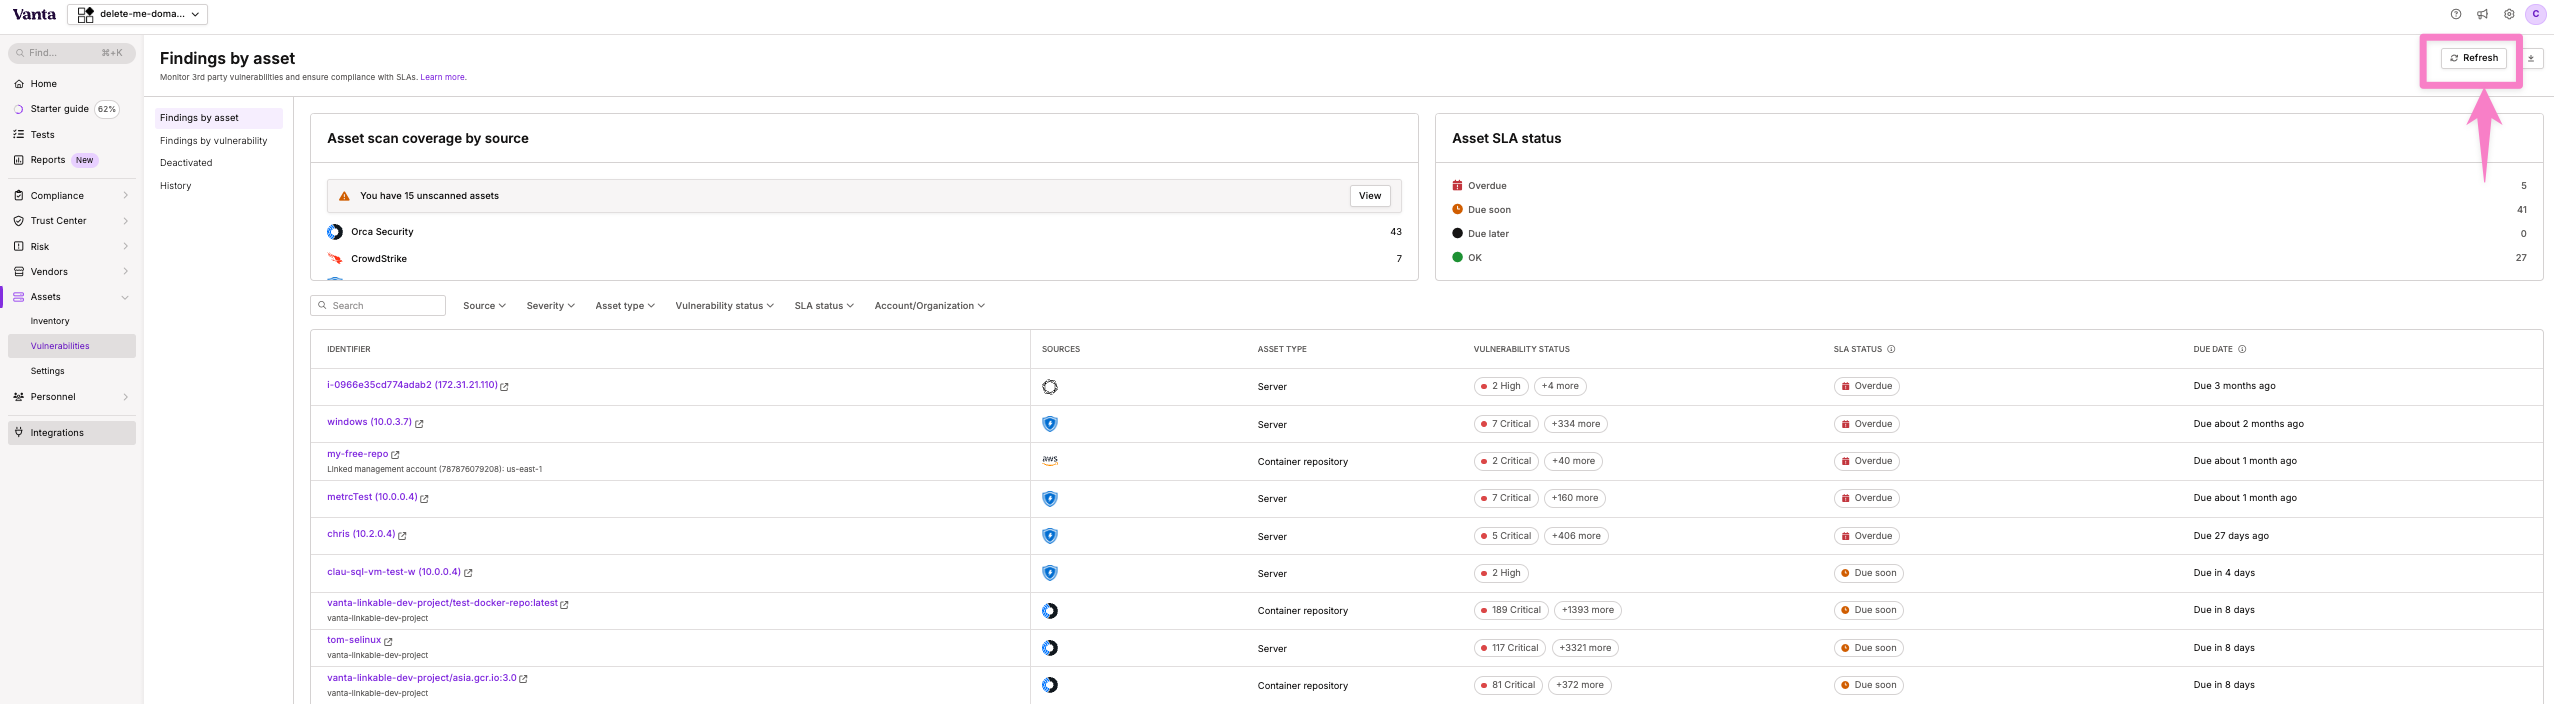 Vanta
delete-me-doma...
C
Find...
⌘+K
Home
Starter guide
62%
Tests
Reports
New
Compliance
Trust Center
Risk
Vendors
Assets
Inventory
Vulnerabilities
Settings
Personnel
Integrations
Findings by asset
Monitor 3rd party vulnerabilities and ensure compliance with SLAs. Learn more.
Refresh
Findings by asset
Findings by vulnerability
Deactivated
History
Asset scan coverage by source
You have 15 unscanned assets
View
Orca Security 43
CrowdStrike 7
Asset SLA status
Overdue 5
Due soon 41
Due later 0
OK 27
Search
Source Severity Asset type Vulnerability status SLA status Account/Organization
IDENTIFIER SOURCES ASSET TYPE VULNERABILITY STATUS SLA STATUS DUE DATE
i-0966e35cd774adab2 (172.31.21.110) Server 2 High +4 more Overdue Due 3 months ago
windows (10.0.3.7) Server 7 Critical +334 more Overdue Due about 2 months ago
my-free-repo aws Container repository 2 Critical +40 more Overdue Due about 1 month ago
Linked management account (787876079208): us-east-1
metrcTest (10.0.0.4) Server 7 Critical +160 more Overdue Due about 1 month ago
chris (10.2.0.4) Server 5 Critical +406 more Overdue Due 27 days ago
clau-sql-vm-test-w (10.0.0.4) Server 2 High Due soon Due in 4 days
vanta-linkable-dev-project/test-docker-repo:latest Container repository 189 Critical +1393 more Due soon Due in 8 days
vanta-linkable-dev-project
tom-selinux Server 117 Critical +3321 more Due soon Due in 8 days
vanta-linkable-dev-project
vanta-linkable-dev-project/asia.gcr.io:3.0 Container repository 81 Critical +372 more Due soon Due in 8 days
vanta-linkable-dev-project